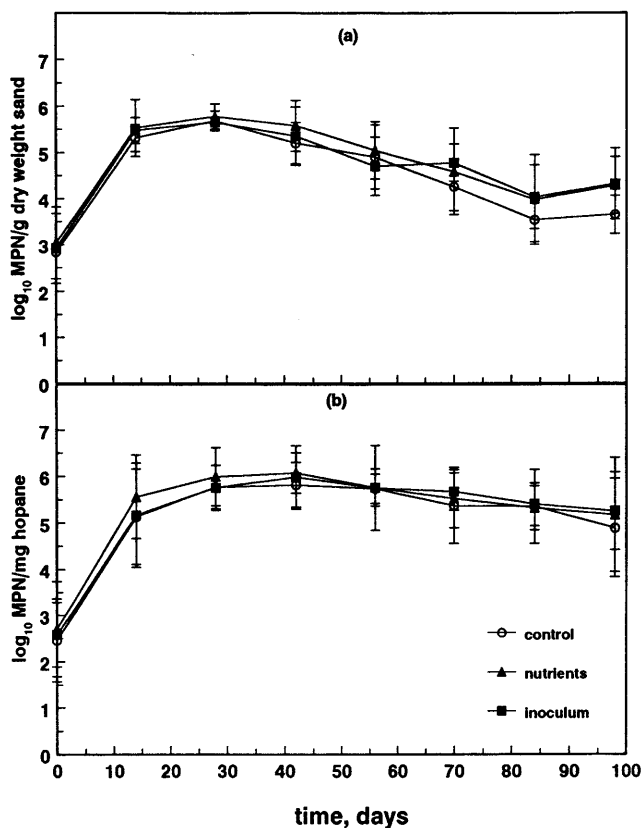 (a)
7
6
5
4
3
2
1
0
log10 MPN/g dry weight sand
(b)
7
6
5
4
3
2
1
0
log10 MPN/mg hopane
control
nutrients
inoculum
0 10 20 30 40 50 60 70 80 90 100
time, days